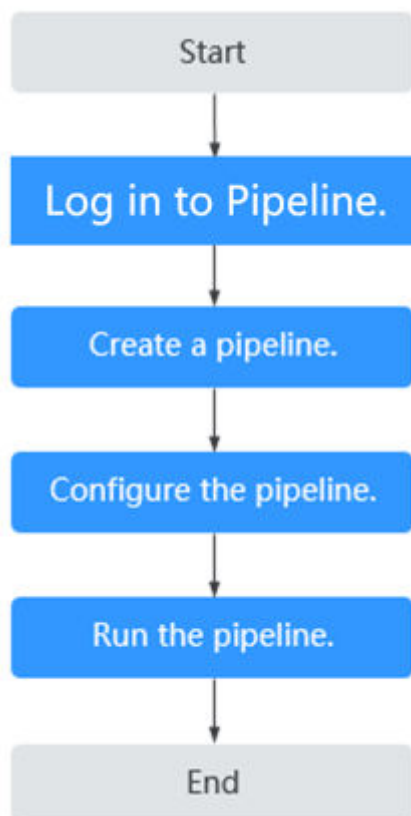 Start
Log in to Pipeline.
Create a pipeline.
Configure the pipeline.
Run the pipeline.
End